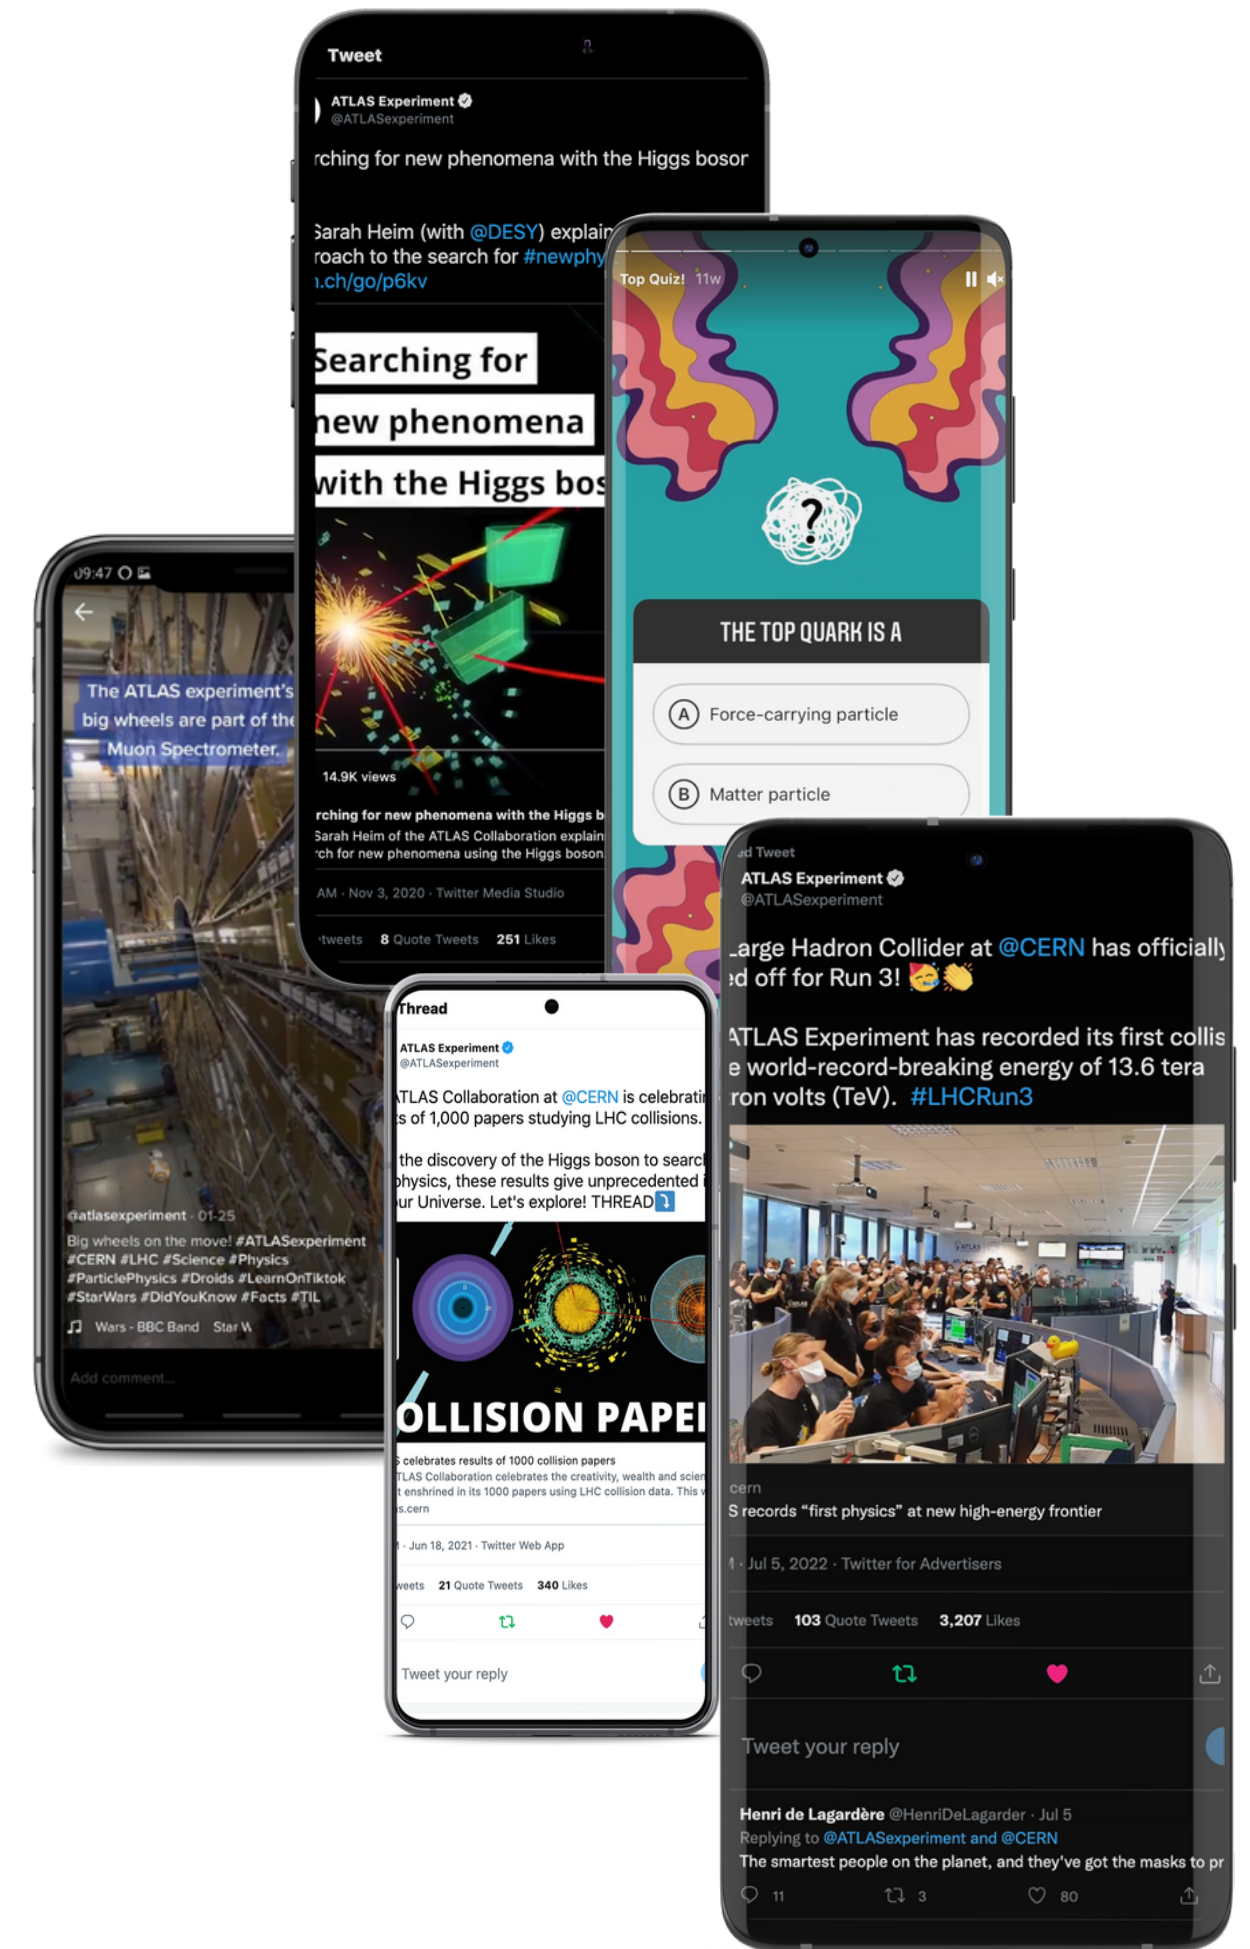 Tweet
ATLAS Experiment
@ATLASexperiment
rching for new phenomena with the Higgs boson
Sarah Heim (with @DESY) explain
roach to the search for #newphy
n.ch/go/p6kv
Searching for
new phenomena
with the Higgs bos
14.9K views
rching for new phenomena with the Higgs b
Sarah Heim of the ATLAS Collaboration explain
rch for new phenomena using the Higgs boson.
AM · Nov 3, 2020 · Twitter Media Studio
tweets 8 Quote Tweets 251 Likes
Top Quiz! 11w
?
THE TOP QUARK IS A
A Force-carrying particle
B Matter particle
09:47
The ATLAS experiment's
big wheels are part of the
Muon Spectrometer.
@atlasexperiment · 01-25
Big wheels on the move! #ATLASexperiment
#CERN #LHC #Science #Physics
#ParticlePhysics #Droids #LearnOnTiktok
#StarWars #DidYouKnow #Facts #TIL
Wars - BBC Band Star W
Add comment...
Thread
ATLAS Experiment
@ATLASexperiment
ATLAS Collaboration at @CERN is celebratin
ts of 1,000 papers studying LHC collisions.
the discovery of the Higgs boson to search
physics, these results give unprecedented i
our Universe. Let's explore! THREAD⤵
OLLISION PAPER
S celebrates results of 1000 collision papers
TLAS Collaboration celebrates the creativity, wealth and scien
t enshrined in its 1000 papers using LHC collision data. This w
as.cern
· Jun 18, 2021 · Twitter Web App
weets 21 Quote Tweets 340 Likes
Tweet your reply
ed Tweet
ATLAS Experiment
@ATLASexperiment
Large Hadron Collider at @CERN has officially
ed off for Run 3! 🥳👏
ATLAS Experiment has recorded its first collis
e world-record-breaking energy of 13.6 tera
tron volts (TeV). #LHCRun3
ATLAS
cern
S records “first physics” at new high-energy frontier
M · Jul 5, 2022 · Twitter for Advertisers
tweets 103 Quote Tweets 3,207 Likes
Tweet your reply
Henri de Lagardère @HenriDeLagarder · Jul 5
Replying to @ATLASexperiment and @CERN
The smartest people on the planet, and they've got the masks to pr
11 3 80